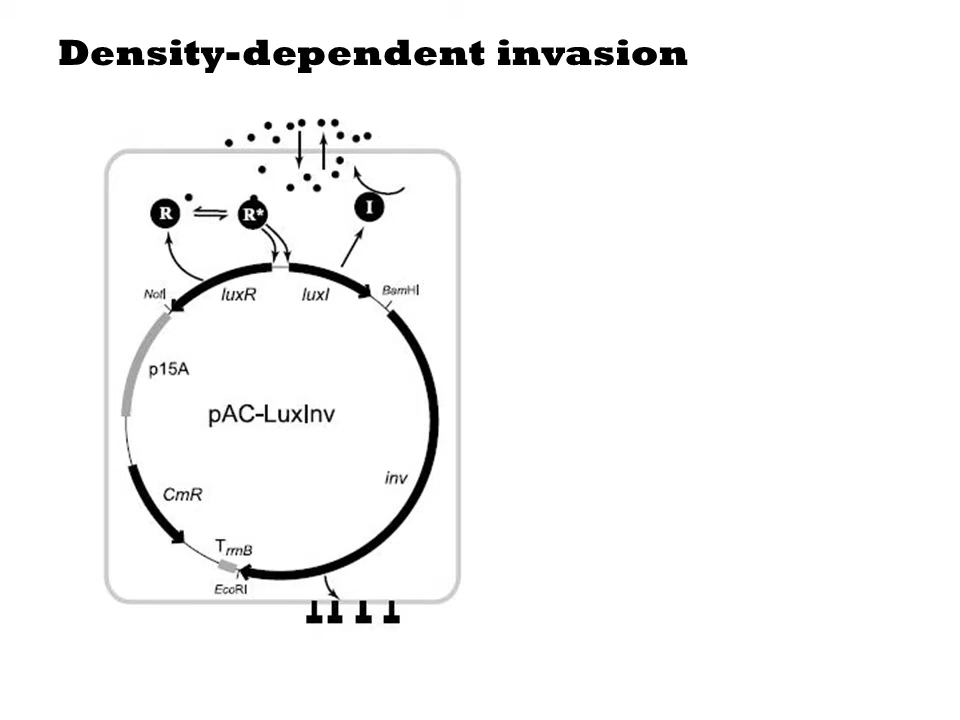 Density-dependent invasion
R
R*
I
luxR
luxI
NotI
BamHI
p15A
pAC-LuxInv
inv
CmR
TrrnB
EcoRI